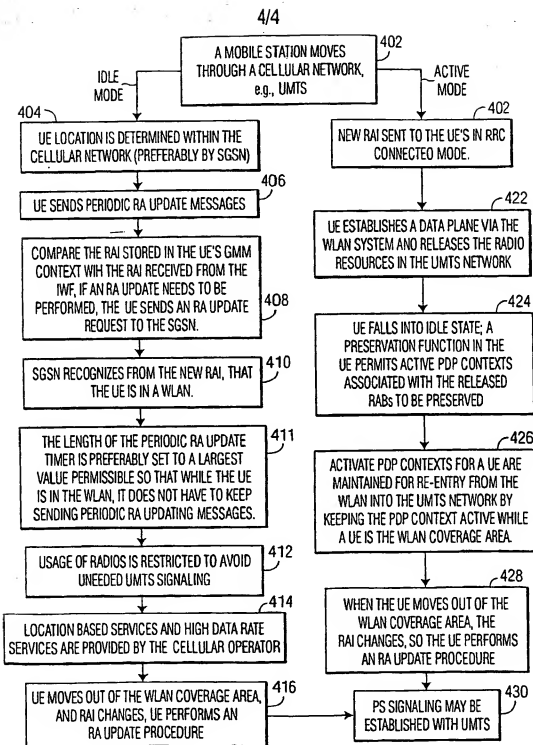 4/4
A MOBILE STATION MOVES
THROUGH A CELLULAR NETWORK,
e.g., UMTS
402
IDLE
MODE
ACTIVE
MODE
404
UE LOCATION IS DETERMINED WITHIN THE
CELLULAR NETWORK (PREFERABLY BY SGSN)
406
UE SENDS PERIODIC RA UPDATE MESSAGES
COMPARE THE RAI STORED IN THE UE'S GMM
CONTEXT WIH THE RAI RECEIVED FROM THE
IWF, IF AN RA UPDATE NEEDS TO BE
PERFORMED, THE UE SENDS AN RA UPDATE
REQUEST TO THE SGSN.
408
SGSN RECOGNIZES FROM THE NEW RAI, THAT
THE UE IS IN A WLAN.
410
THE LENGTH OF THE PERIODIC RA UPDATE
TIMER IS PREFERABLY SET TO A LARGEST
VALUE PERMISSIBLE SO THAT WHILE THE UE
IS IN THE WLAN, IT DOES NOT HAVE TO KEEP
SENDING PERIODIC RA UPDATING MESSAGES.
411
USAGE OF RADIOS IS RESTRICTED TO AVOID
UNEEDED UMTS SIGNALING
412
414
LOCATION BASED SERVICES AND HIGH DATA RATE
SERVICES ARE PROVIDED BY THE CELLULAR OPERATOR
UE MOVES OUT OF THE WLAN COVERAGE AREA,
AND RAI CHANGES, UE PERFORMS AN
RA UPDATE PROCEDURE
416
402
NEW RAI SENT TO THE UE'S IN RRC
CONNECTEO MODE.
422
UE ESTABLISHES A DATA PLANE VIA THE
WLAN SYSTEM ANO RELEASES THE RADIO
RESOURCES IN THE UMTS NETWORK
424
UE FALLS INTO IDLE STATE; A
PRESERVATION FUNCTION IN THE
UE PERMITS ACTIVE PDP CONTEXTS
ASSOCIATED WITH THE RELEASED
RABs TO BE PRESERVED
426
ACTIVATE PDP CONTEXTS FOR A UE ARE
MAINTAINED FOR RE-ENTRY FROM THE
WLAN INTO THE UMTS NETWORK BY
KEEPING THE PDP CONTEXT ACTIVE WHILE
A UE IS THE WLAN COVERAGE AREA.
428
WHEN THE UE MOVES OUT OF THE
WLAN COVERAGE AREA, THE
RAI CHANGES, SO THE UE PERFORMS
AN RA UPDATE PROCEDURE
PS SIGNALING MAY BE
ESTABLISHED WITH UMTS
430